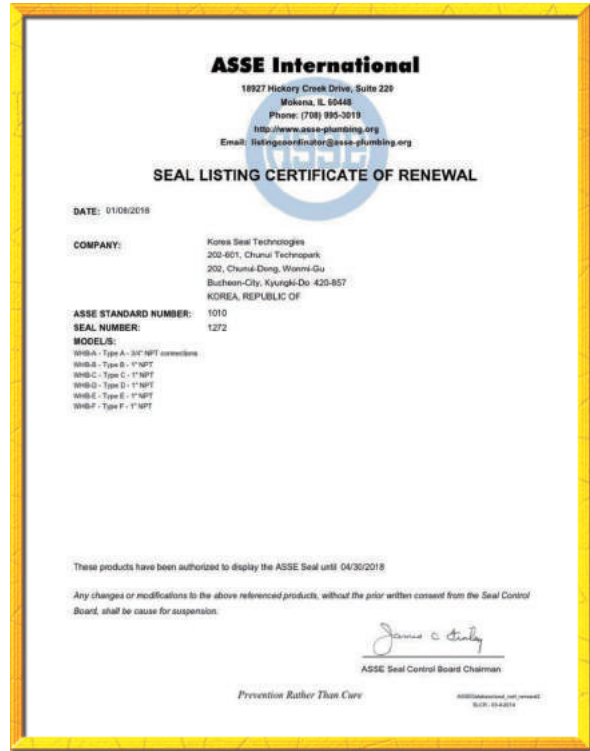 ASSE International
18927 Hickory Creek Drive, Suite 220
Mokena, IL 60448
Phone: (708) 995-3019
http://www.asse-plumbing.org
Email: listingcoordinator@asse-plumbing.org
ASSE
SEAL LISTING CERTIFICATE OF RENEWAL
DATE: 01/08/2018
COMPANY: Korea Seal Technologies
202-601, Chunui Technopark
202, Chunui-Dong, Wonmi-Gu
Bucheon-City, Kyungki-Do 420-857
KOREA, REPUBLIC OF
ASSE STANDARD NUMBER: 1010
SEAL NUMBER: 1272
MODEL/S:
WHB-A - Type A - 3/4" NPT connections
WHB-B - Type B - 1" NPT
WHB-C - Type C - 1" NPT
WHB-D - Type D - 1" NPT
WHB-E - Type E - 1" NPT
WHB-F - Type F - 1" NPT
These products have been authorized to display the ASSE Seal until 04/30/2018
Any changes or modifications to the above referenced products, without the prior written consent from the Seal Control
Board, shall be cause for suspension.
James C
ASSE Seal Control Board Chairman
Prevention Rather Than Cure